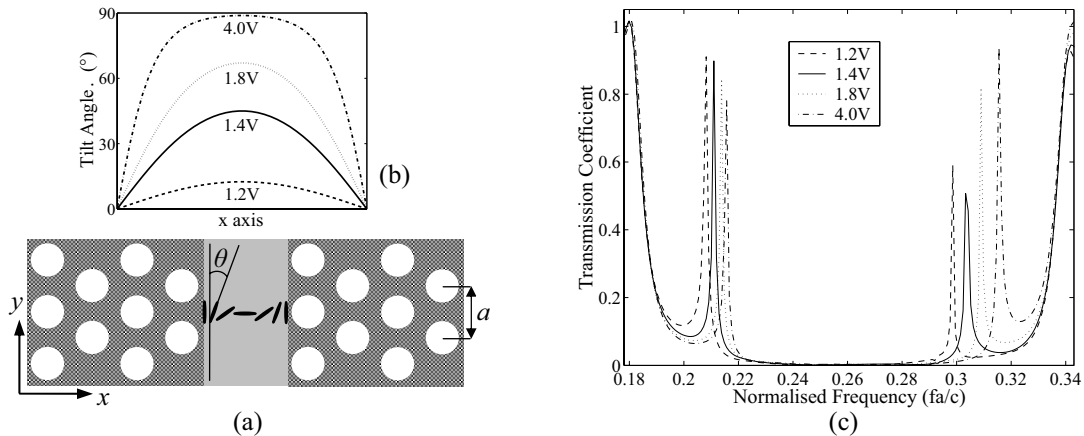 90
60
30
0
Tilt Angle. (°)
4.0V
1.8V
1.4V
1.2V
x axis
(b)
θ
a
y
x
(a)
(c)
1
0.8
0.6
0.4
0.2
0
Transmission Coefficient
1.2V
1.4V
1.8V
4.0V
0.18 0.2 0.22 0.24 0.26 0.28 0.3 0.32 0.34
Normalised Frequency (fa/c)